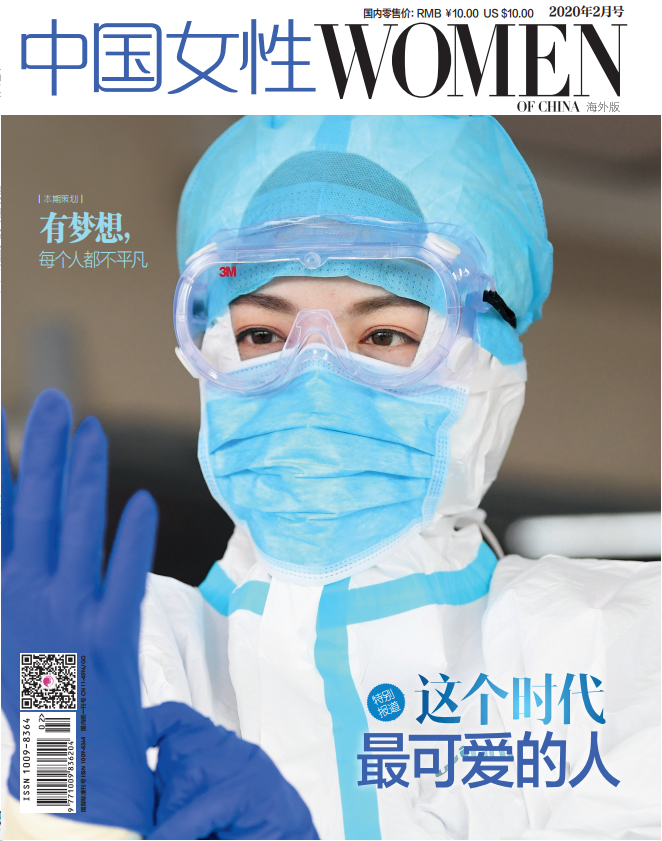 国内零售价：RMB ¥10.00 US $10.00 2020年2月号
中国女性 WOMEN
OF CHINA 海外版
本期策划
有梦想，
每个人都不平凡
3M
特别
报道
这个时代
最可爱的人
ISSN 1009-8364
02>
9 771009 836204